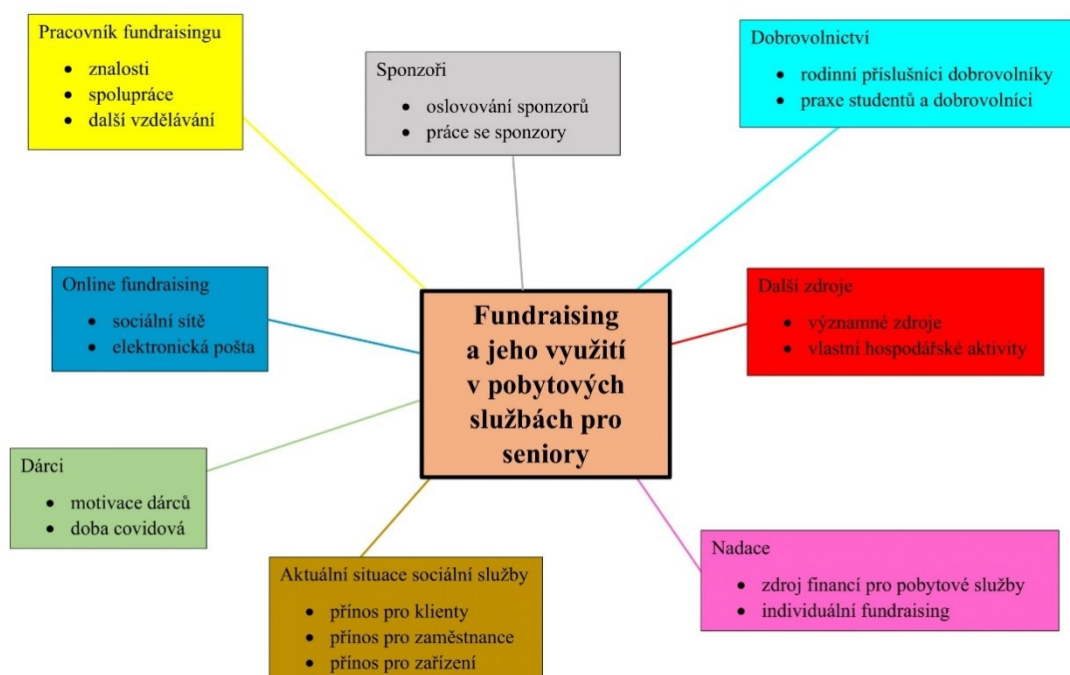 Pracovník fundraisingu
• znalosti
• spolupráce
• další vzdělávání
Sponzoři
• oslovování sponzorů
• práce se sponzory
Dobrovolnictví
• rodinní příslušníci dobrovolníky
• praxe studentů a dobrovolníci
Online fundraising
• sociální sítě
• elektronická pošta
Fundraising
a jeho využití
v pobytových
službách pro
seniory
Další zdroje
• významné zdroje
• vlastní hospodářské aktivity
Dárci
• motivace dárců
• doba covidová
Aktuální situace sociální služby
• přínos pro klienty
• přínos pro zaměstnance
• přínos pro zařízení
Nadace
• zdroj financí pro pobytové služby
• individuální fundraising